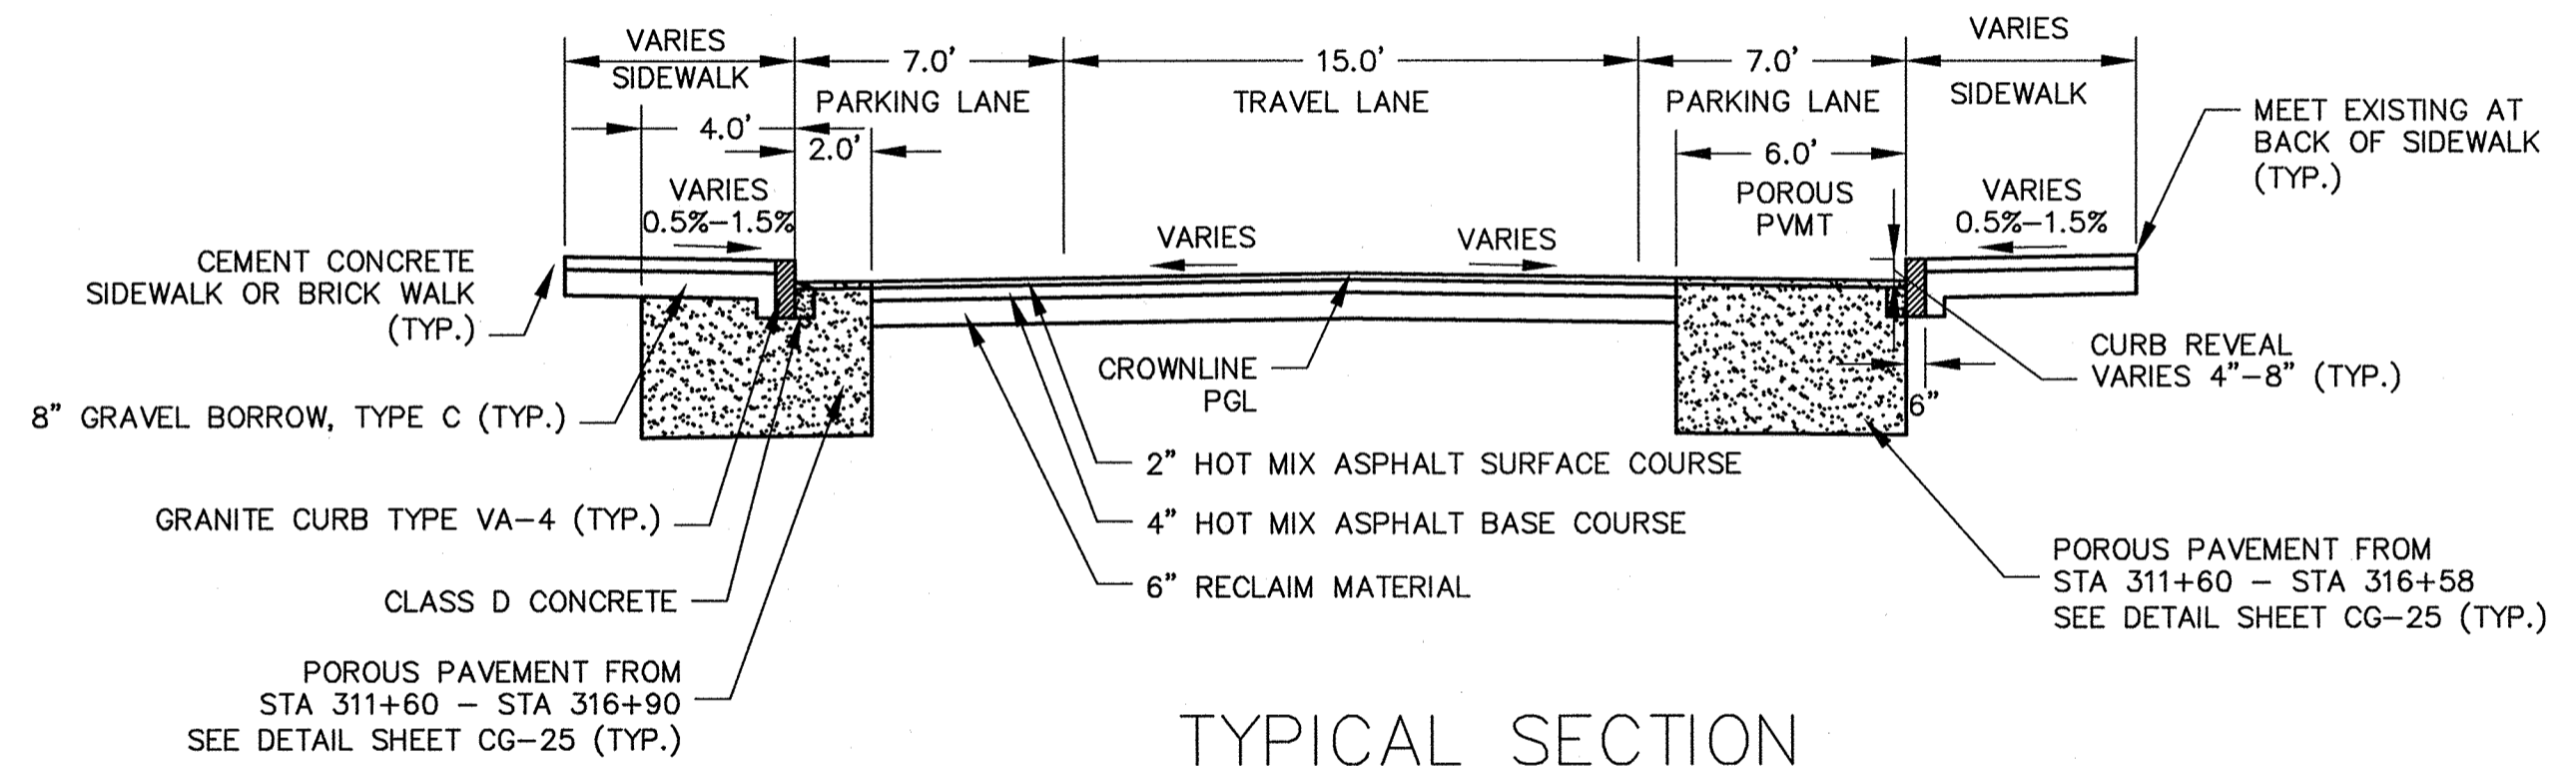 VARIES
SIDEWALK
7.0'
PARKING LANE
15.0'
TRAVEL LANE
7.0'
PARKING LANE
VARIES
SIDEWALK
4.0'
2.0'
6.0'
POROUS
PVMT
MEET EXISTING AT
BACK OF SIDEWALK
(TYP.)
VARIES
0.5%-1.5%
VARIES
VARIES
VARIES
0.5%-1.5%
CEMENT CONCRETE
SIDEWALK OR BRICK WALK
(TYP.)
CROWNLINE
PGL
CURB REVEAL
VARIES 4"-8" (TYP.)
6"
8" GRAVEL BORROW, TYPE C (TYP.)
2" HOT MIX ASPHALT SURFACE COURSE
GRANITE CURB TYPE VA-4 (TYP.)
4" HOT MIX ASPHALT BASE COURSE
CLASS D CONCRETE
6" RECLAIM MATERIAL
POROUS PAVEMENT FROM
STA 311+60 - STA 316+58
SEE DETAIL SHEET CG-25 (TYP.)
POROUS PAVEMENT FROM
STA 311+60 - STA 316+90
SEE DETAIL SHEET CG-25 (TYP.)
TYPICAL SECTION